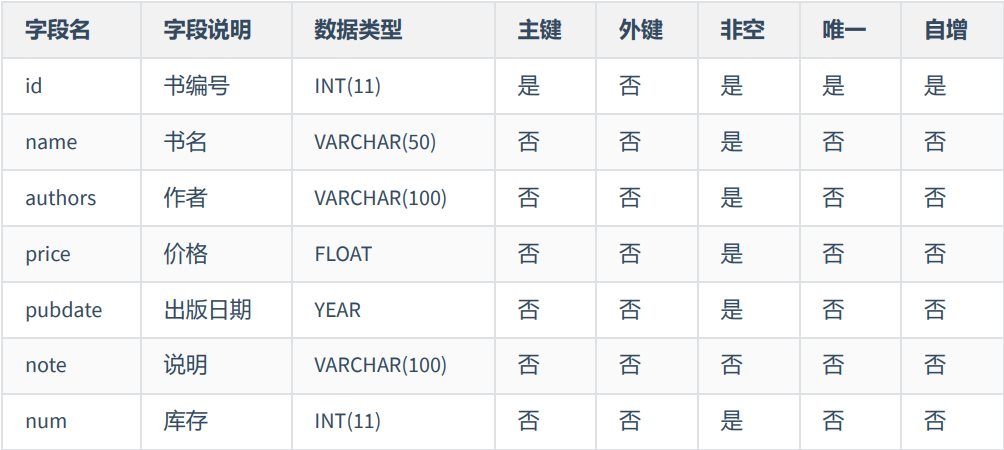 字段名 字段说明 数据类型 主键 外键 非空 唯一 自增
id 书编号 INT(11) 是 否 是 是 是
name 书名 VARCHAR(50) 否 否 是 否 否
authors 作者 VARCHAR(100) 否 否 是 否 否
price 价格 FLOAT 否 否 是 否 否
pubdate 出版日期 YEAR 否 否 是 否 否
note 说明 VARCHAR(100) 否 否 否 否 否
num 库存 INT(11) 否 否 是 否 否